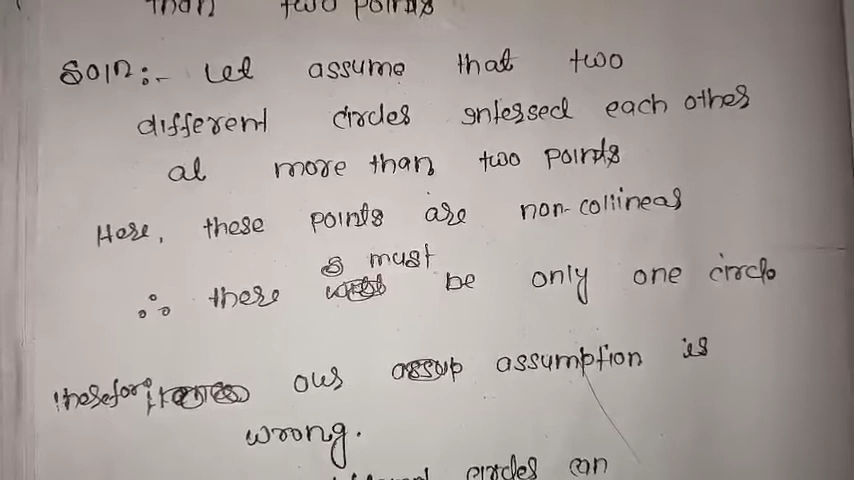 than two points
Soln:- Let assume that two
different circles intersect each other
at more than two points
Here, these points are non-collinear
must
∴ there be only one circle
therefore, our assumption is
wrong.
circles can